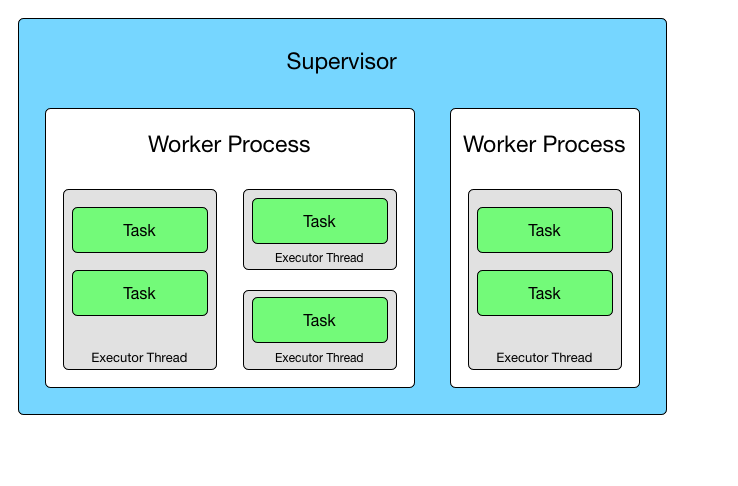 Supervisor
Worker Process
Task
Task
Executor Thread
Task
Executor Thread
Task
Executor Thread
Worker Process
Task
Task
Executor Thread